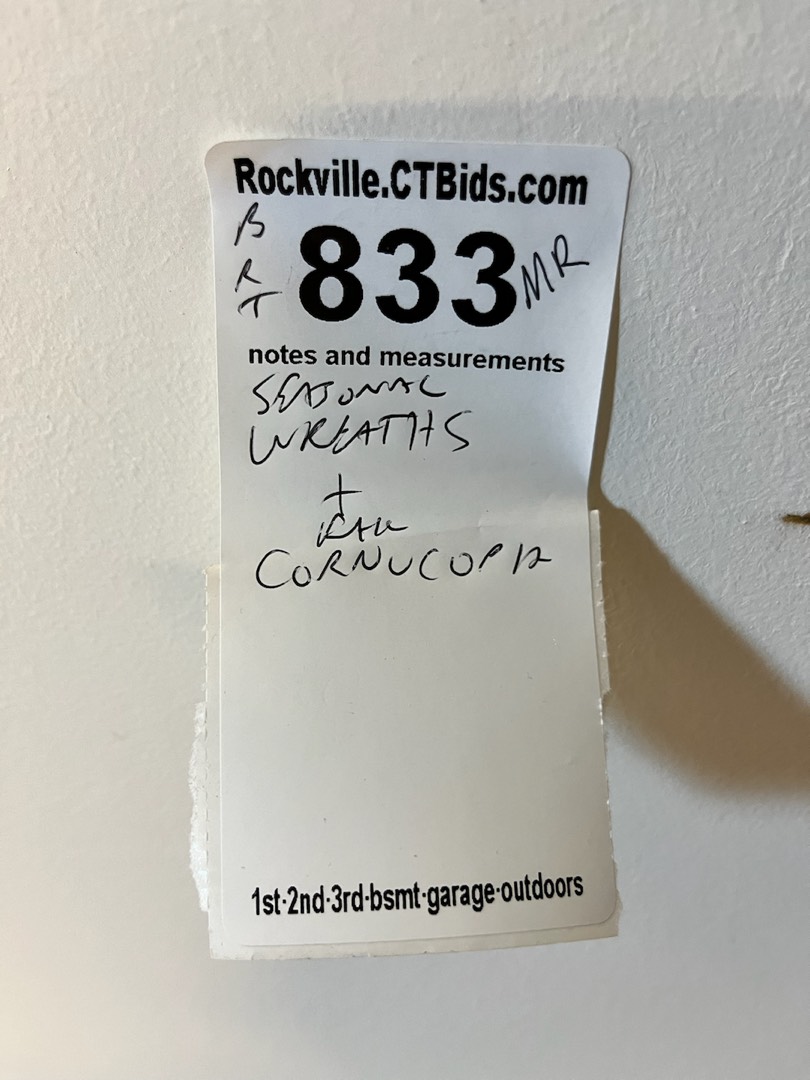 Rockville.CTBids.com
B
R
T
833 MR
notes and measurements
SEASONAL
WREATHS
+
CORNUCOPIA
1st·2nd·3rd·bsmt·garage·outdoors